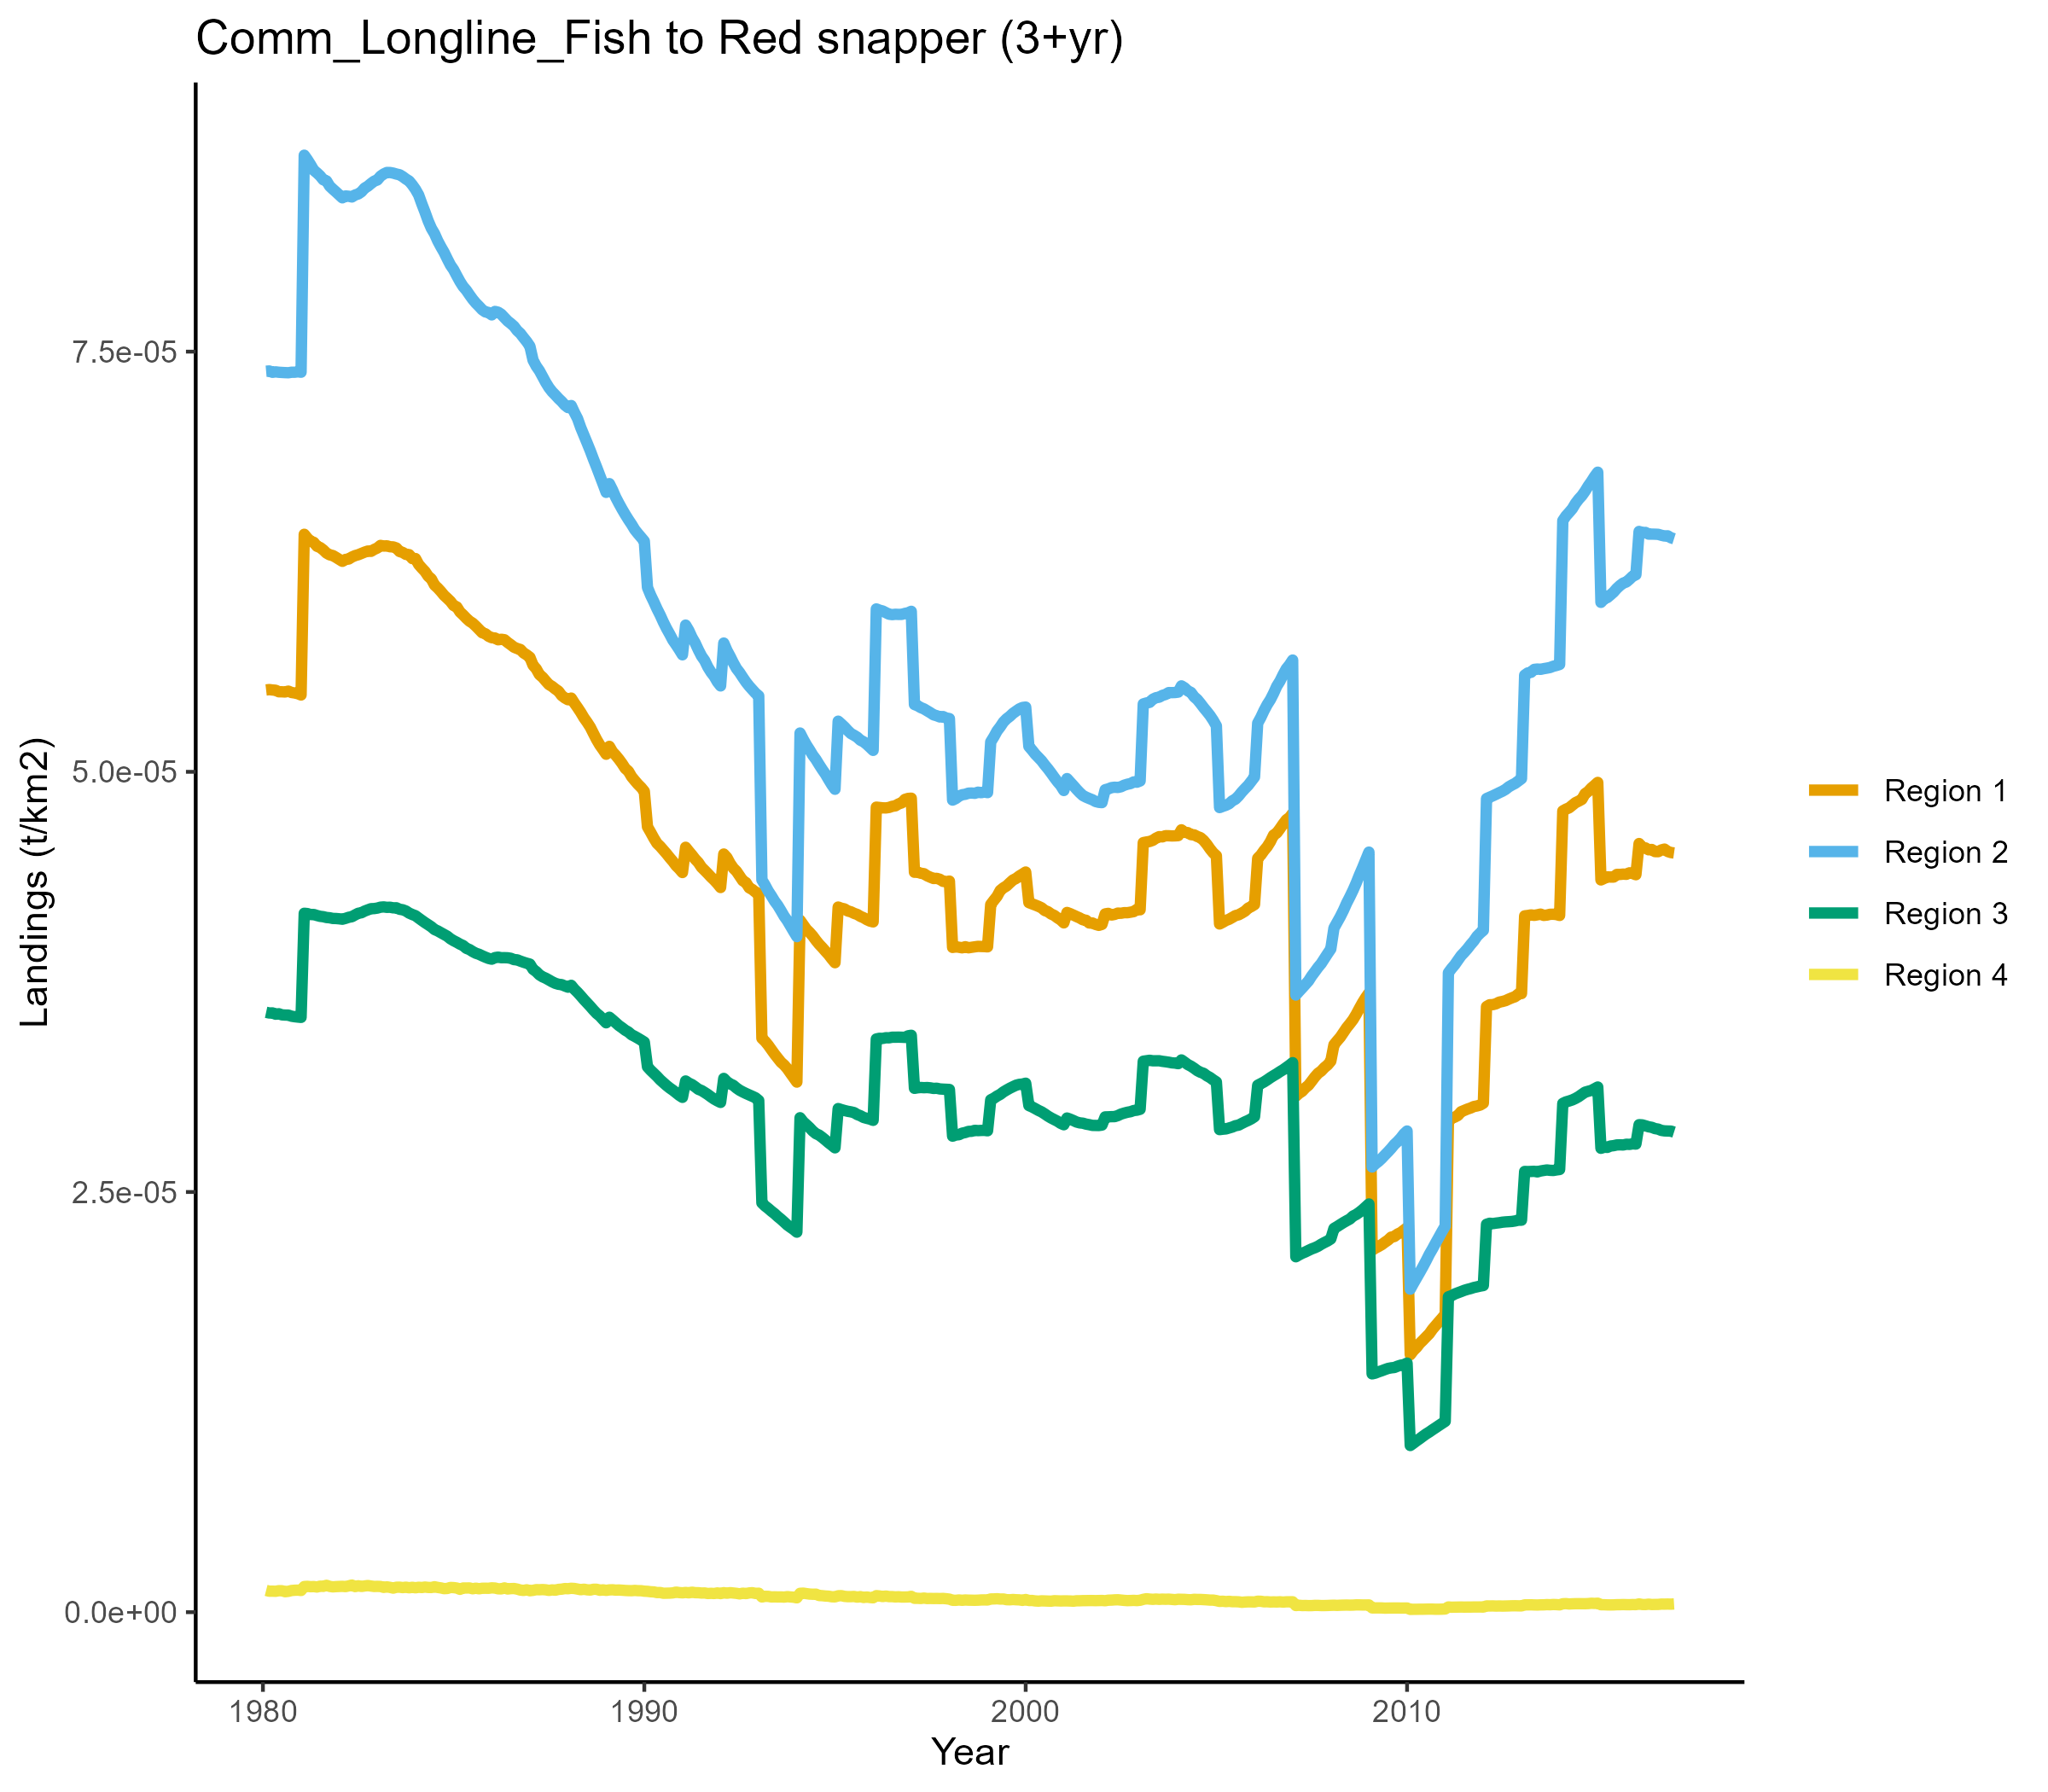 Comm_Longline_Fish to Red snapper (3+yr)
Landings (t/km2)
7.5e-05
5.0e-05
2.5e-05
0.0e+00
1980
1990
2000
2010
Year
Region 1
Region 2
Region 3
Region 4